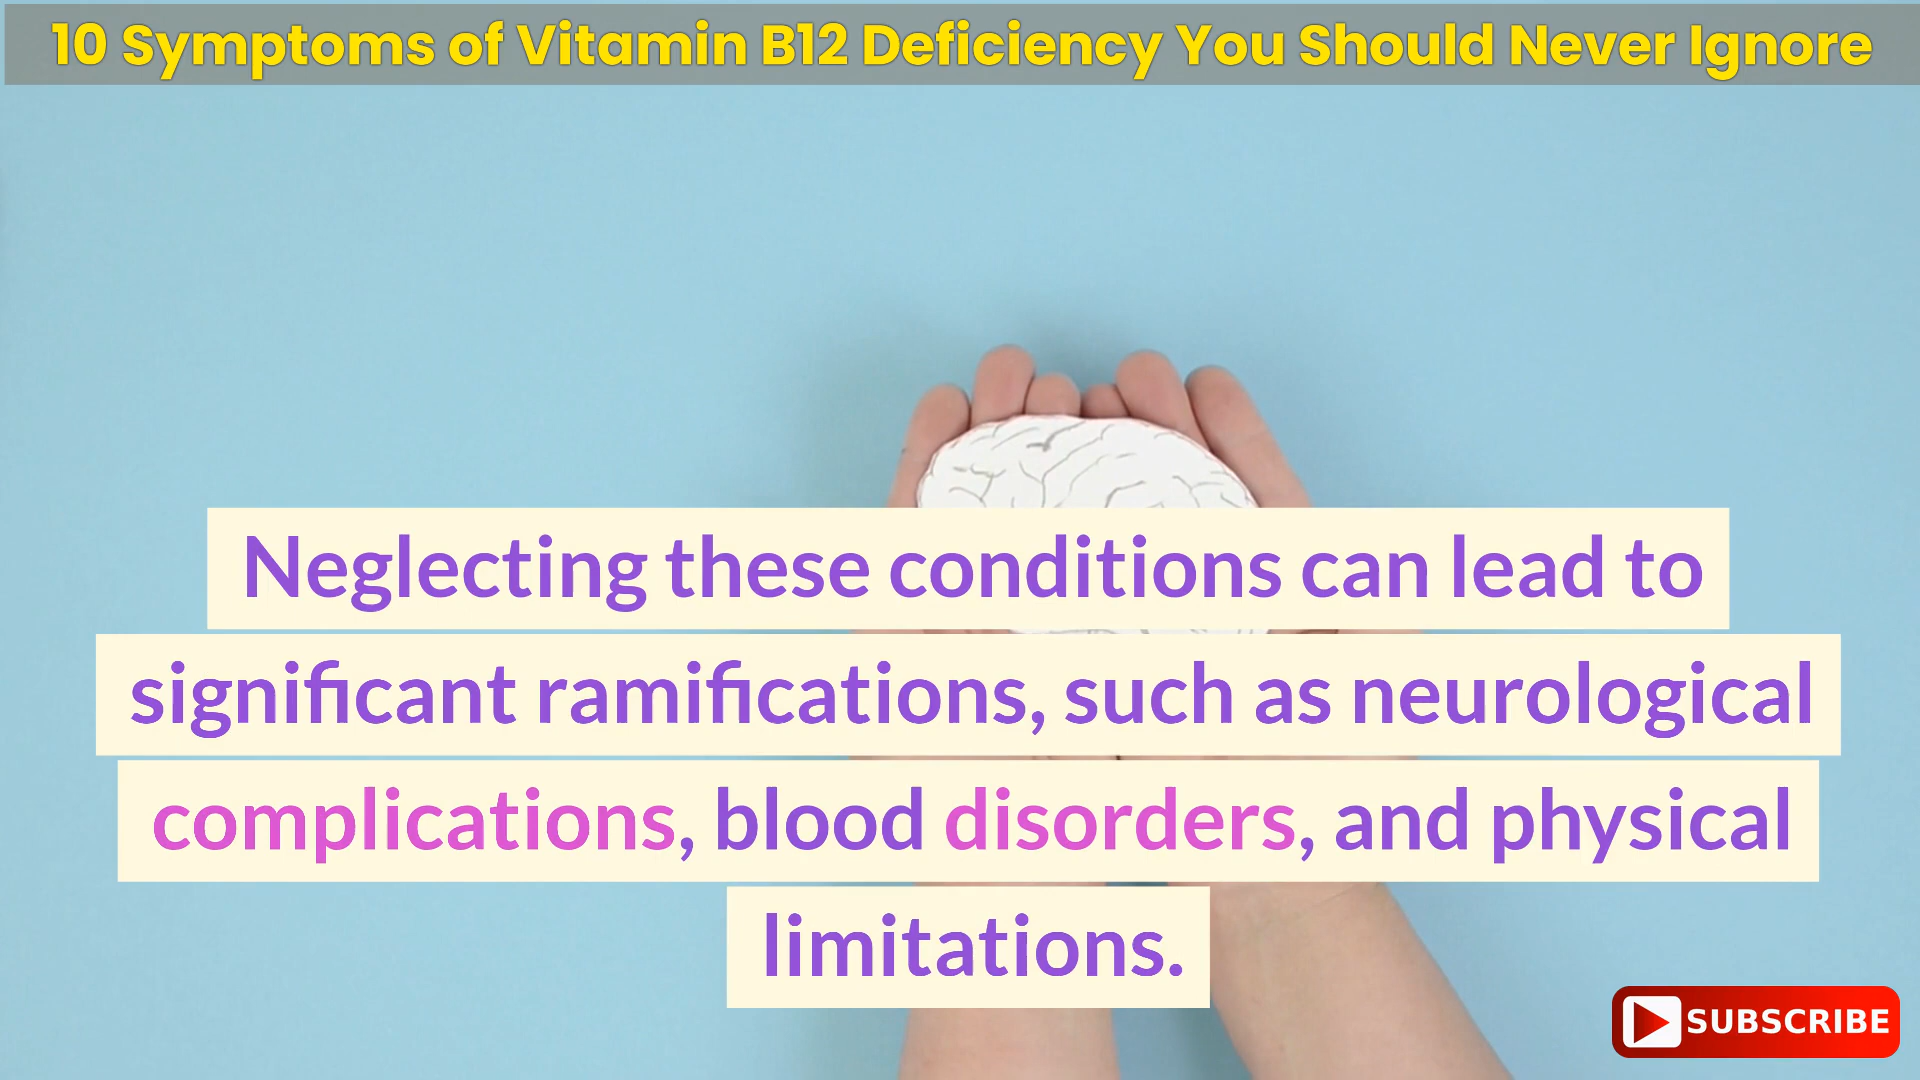 10 Symptoms of Vitamin B12 Deficiency You Should Never Ignore
Neglecting these conditions can lead to
significant ramifications, such as neurological
complications, blood disorders, and physical
limitations.
SUBSCRIBE